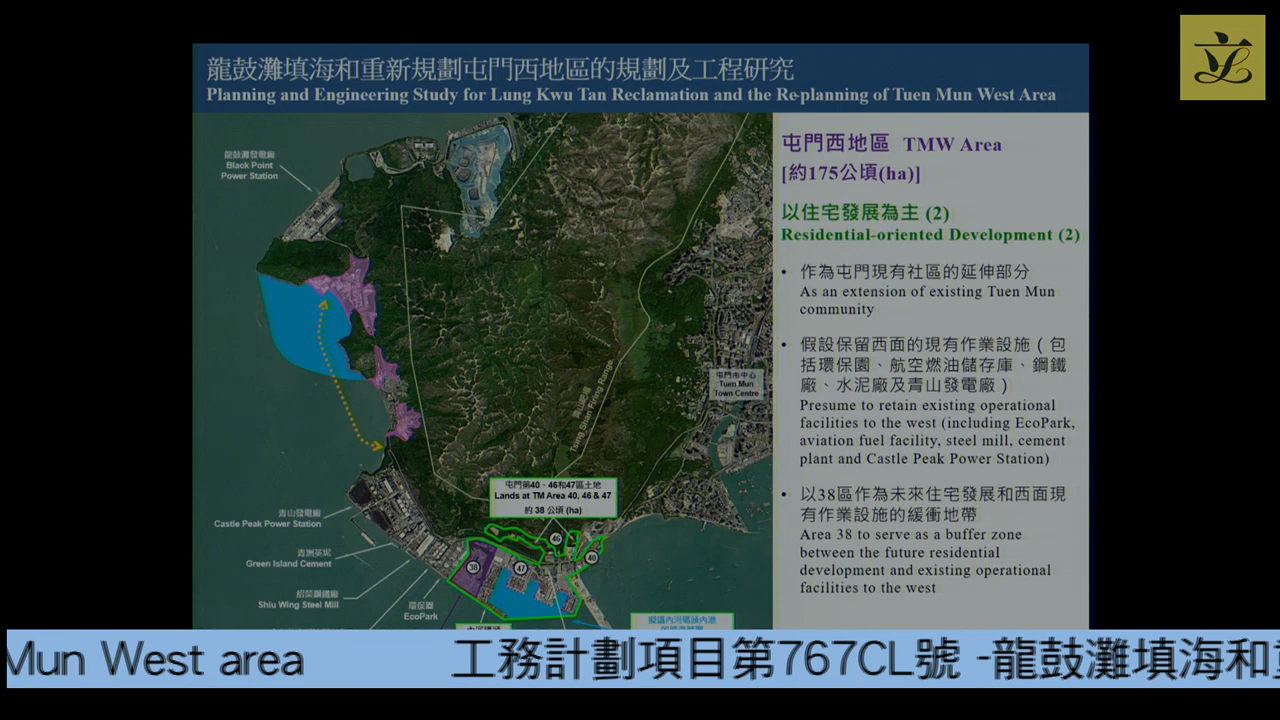 龍鼓灘填海和重新規劃屯門西地區的規劃及工程研究
Planning and Engineering Study for Lung Kwu Tan Reclamation and the Re-planning of Tuen Mun West Area
立
龍鼓灘發電廠
Black Point
Power Station
屯門市中心
Tuen Mun
Town Centre
屯門第40、46和47區土地
Lands at TM Area 40, 46 & 47
約 38 公頃 (ha)
青山發電廠
Castle Peak Power Station
青洲英坭
Green Island Cement
紹榮鋼鐵廠
Shiu Wing Steel Mill
環保園
EcoPark
38
47
46
40
屯門西地區 TMW Area
[約175公頃(ha)]
以住宅發展為主 (2)
Residential-oriented Development (2)
• 作為屯門現有社區的延伸部分
As an extension of existing Tuen Mun
community
• 假設保留西面的現有作業設施（包
括環保園、航空燃油儲存庫、鋼鐵
廠、水泥廠及青山發電廠）
Presume to retain existing operational
facilities to the west (including EcoPark,
aviation fuel facility, steel mill, cement
plant and Castle Peak Power Station)
• 以38區作為未來住宅發展和西面現
有作業設施的緩衝地帶
Area 38 to serve as a buffer zone
between the future residential
development and existing operational
facilities to the west
Mun West area 工務計劃項目第767CL號 -龍鼓灘填海和